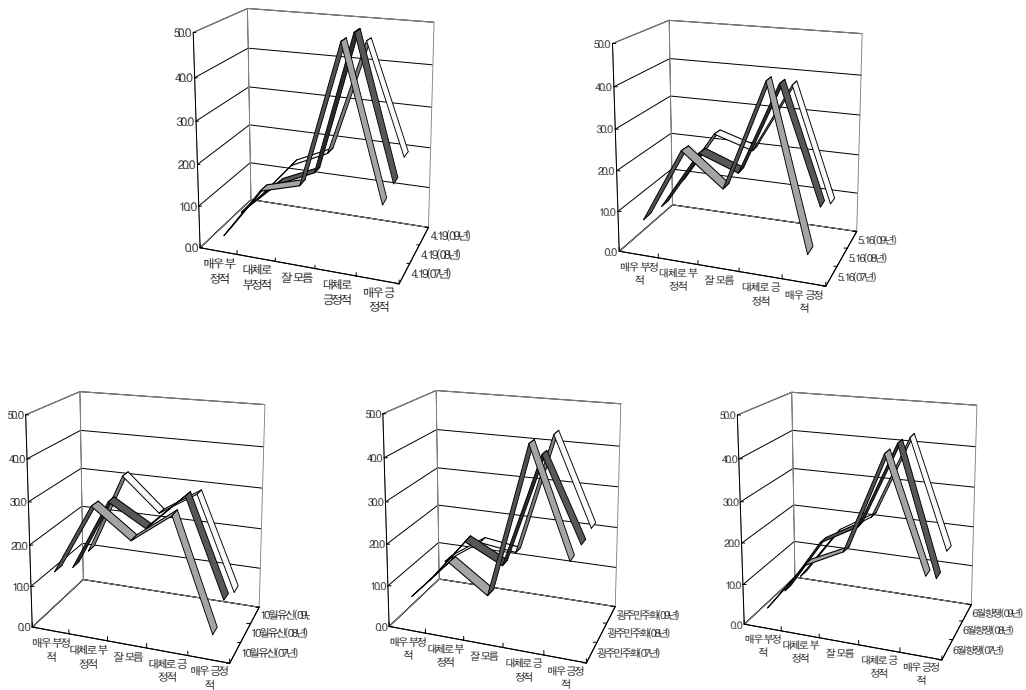 50.0
40.0
30.0
20.0
10.0
0.0
매우 부
정적
대체로
부정적
잘 모름
대체로
긍정적
매우 긍
정적
4.19(09년)
4.19(08년)
4.19(07년)
50.0
40.0
30.0
20.0
10.0
0.0
매우 부정
적
대체로 부
정적
잘 모름
대체로 긍
정적
매우 긍정
적
5.16(09년)
5.16(08년)
5.16(07년)
50.0
40.0
30.0
20.0
10.0
0.0
매우 부정
적
대체로 부
정적
잘 모름
대체로 긍
정적
매우 긍정
적
10월유신(09년
10월유신(08년)
10월유신(07년)
50.0
40.0
30.0
20.0
10.0
0.0
매우 부정
적
대체로 부
정적
잘 모름
대체로 긍
정적
매우 긍정
적
광주민주화(09년)
광주민주화(08년)
광주민주화(07년)
50.0
40.0
30.0
20.0
10.0
0.0
매우 부정
적
대체로 부
정적
잘 모름
대체로 긍
정적
매우 긍정
적
6월항쟁(09년)
6월항쟁(08년)
6월항쟁(07년)